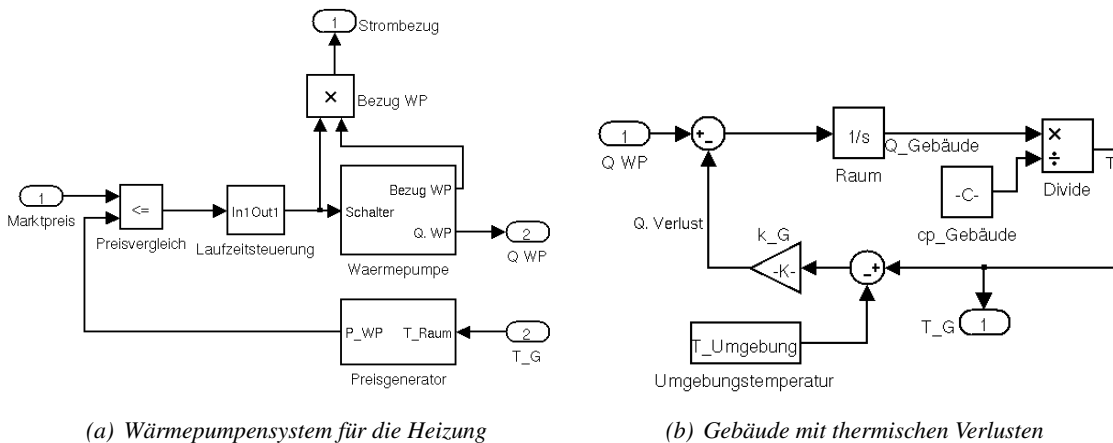 1
Strombezug
×
Bezug WP
1
Marktpreis
<=
Preisvergleich
In1 Out1
Laufzeitsteuerung
Bezug WP
Schalter
Q. WP
Waermepumpe
2
Q WP
P_WP T_Raum
Preisgenerator
2
T_G
(a) Wärmepumpensystem für die Heizung
1
Q WP
+
−
1/s
Raum
Q_Gebäude
×
÷
Divide
T
-C-
cp_Gebäude
Q. Verlust
k_G
-K-
− +
T_G
1
T_Umgebung
Umgebungstemperatur
(b) Gebäude mit thermischen Verlusten